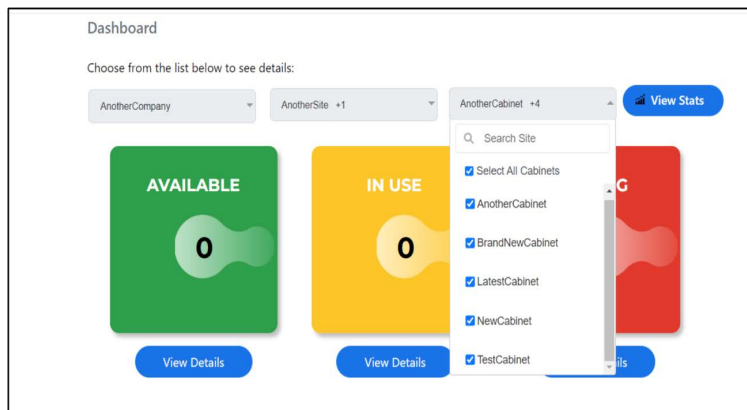 Dashboard
Choose from the list below to see details:
AnotherCompany
AnotherSite +1
AnotherCabinet +4
View Stats
Search Site
Select All Cabinets
AnotherCabinet
BrandNewCabinet
LatestCabinet
NewCabinet
TestCabinet
AVAILABLE
0
View Details
IN USE
0
View Details
G
ils